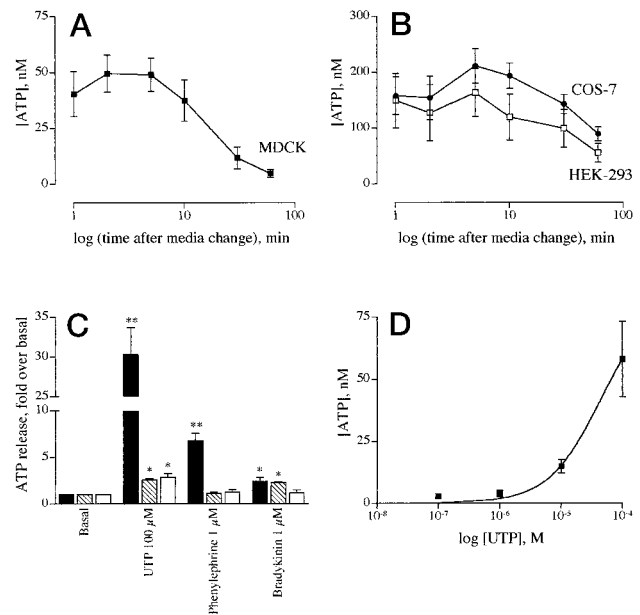 A
[ATP], nM
75
50
25
0
MDCK
1
10
100
log (time after media change), min
B
[ATP], nM
300
200
100
0
COS-7
HEK-293
1
10
100
log (time after media change), min
C
ATP release, fold over basal
35
30
25
10
5
0
**
*
*
**
*
*
Basal
UTP 100 µM
Phenylephrine 1 µM
Bradykinin 1 µM
D
[ATP], nM
75
50
25
0
10-8
10-7
10-6
10-5
10-4
log [UTP], M